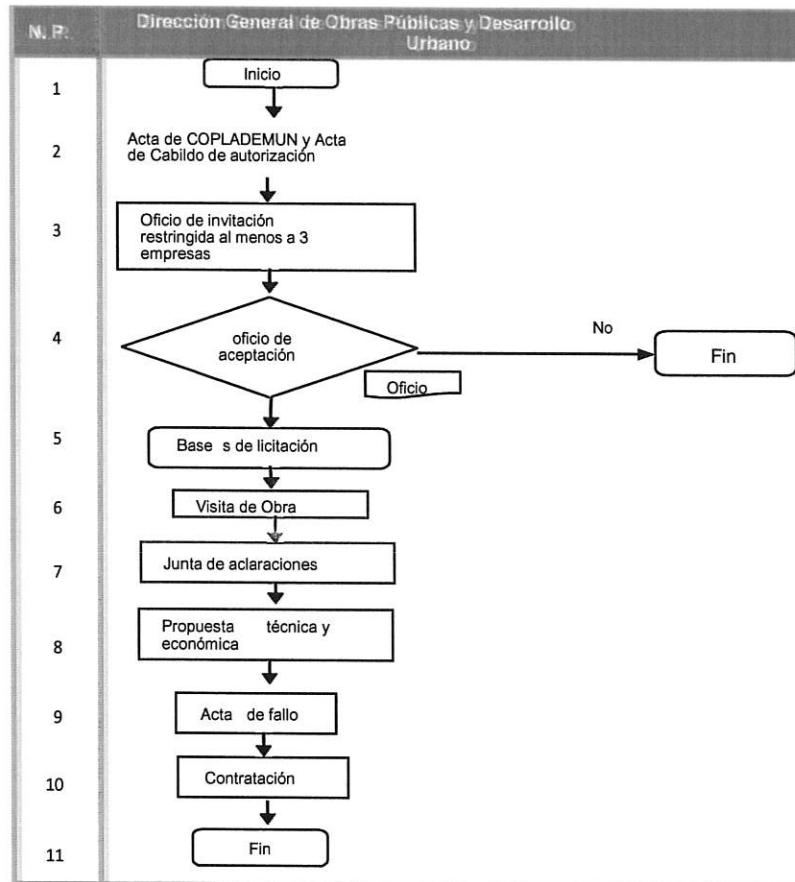 N. P.
Dirección General de Obras Públicas y Desarrollo
Urbano
1
Inicio
2
Acta de COPLADEMUN y Acta
de Cabildo de autorización
3
Oficio de invitación
restringida al menos a 3
empresas
4
oficio de
aceptación
No
Fin
Oficio
5
Base s de licitación
6
Visita de Obra
7
Junta de aclaraciones
8
Propuesta técnica y
económica
9
Acta de fallo
10
Contratación
11
Fin